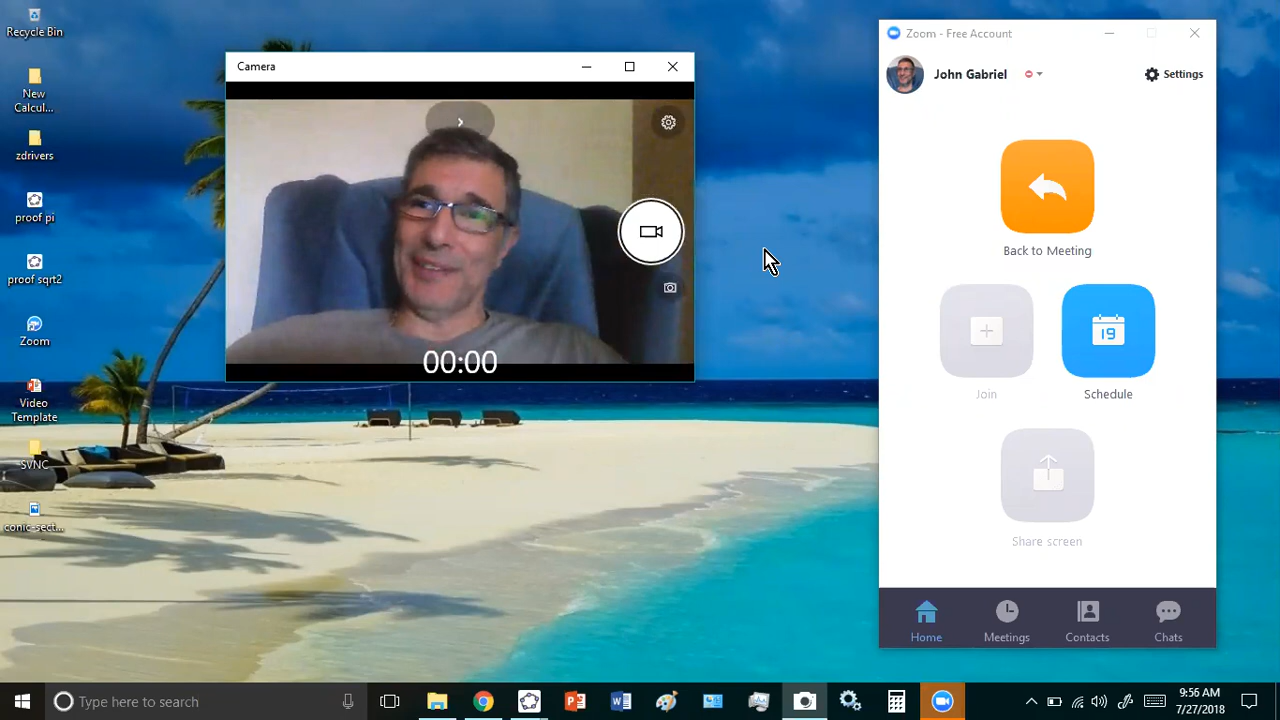 Recycle Bin
New
Calcul...
zdrivers
proof pi
proof sqrt2
Zoom
Video
Template
SVNC
conic-sect...
Camera
00:00
Zoom - Free Account
John Gabriel
Settings
Back to Meeting
19
Join
Schedule
Share screen
Home
Meetings
Contacts
Chats
Type here to search
9:56 AM
7/27/2018